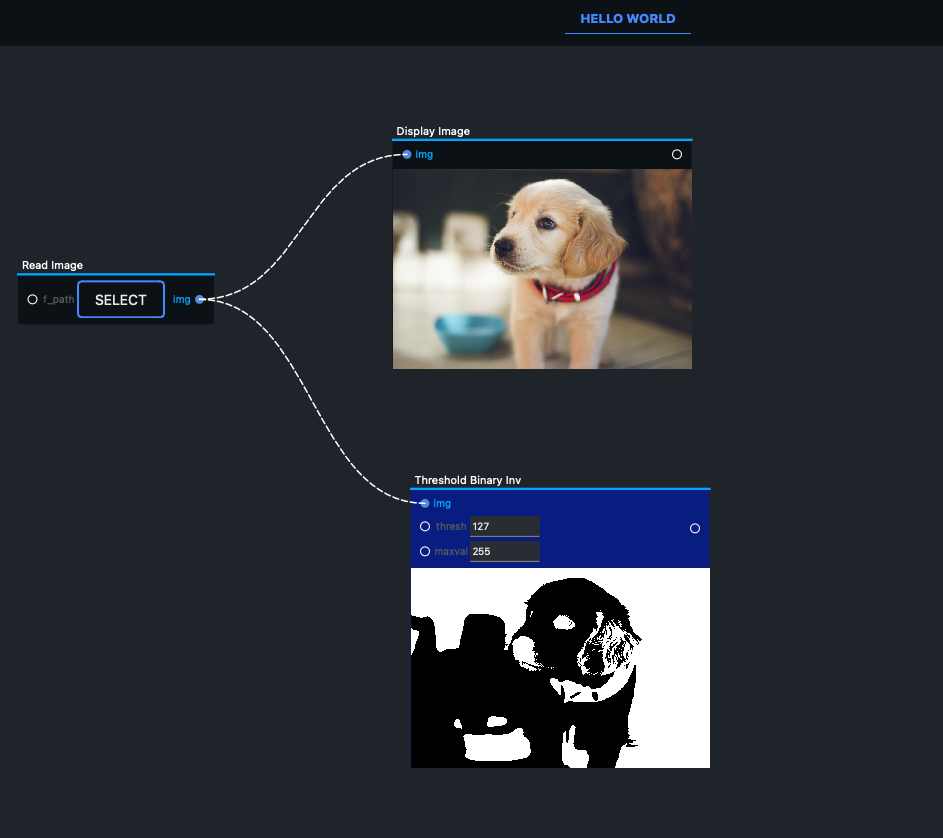 HELLO WORLD
Display Image
img
Read Image
f_path SELECT img
Threshold Binary Inv
img
thresh 127
maxval 255